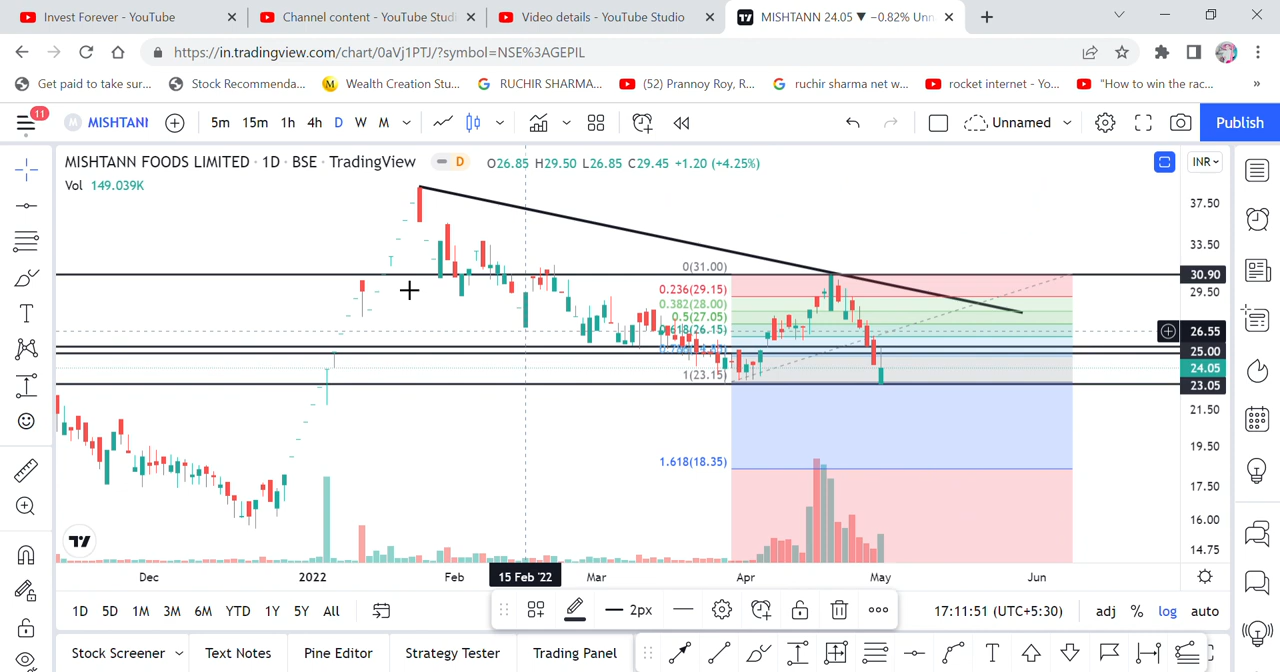 Invest Forever - YouTube
Channel content - YouTube Studi
Video details - YouTube Studio
MISHTANN 24.05 ▼ −0.82% Unn
https://in.tradingview.com/chart/0aVj1PTJ/?symbol=NSE%3AGEPIL
Get paid to take sur...
Stock Recommenda...
Wealth Creation Stu...
RUCHIR SHARMA...
(52) Prannoy Roy, R...
ruchir sharma net w...
rocket internet - Yo...
"How to win the rac...
»
11
MISHTANI
5m 15m 1h 4h D W M
Unnamed
Publish
MISHTANN FOODS LIMITED · 1D · BSE · TradingView
D
O26.85 H29.50 L26.85 C29.45 +1.20 (+4.25%)
INR
Vol 149.039K
37.50
33.50
30.90
29.50
26.55
25.00
24.05
23.05
21.50
19.50
17.50
16.00
14.75
0(31.00)
0.236(29.15)
0.382(28.00)
0.5(27.05)
0.618(26.15)
1(23.15)
1.618(18.35)
Dec
2022
Feb
15 Feb '22
Mar
Apr
May
Jun
1D 5D 1M 3M 6M YTD 1Y 5Y All
2px
17:11:51 (UTC+5:30)
adj % log auto
Stock Screener
Text Notes
Pine Editor
Strategy Tester
Trading Panel